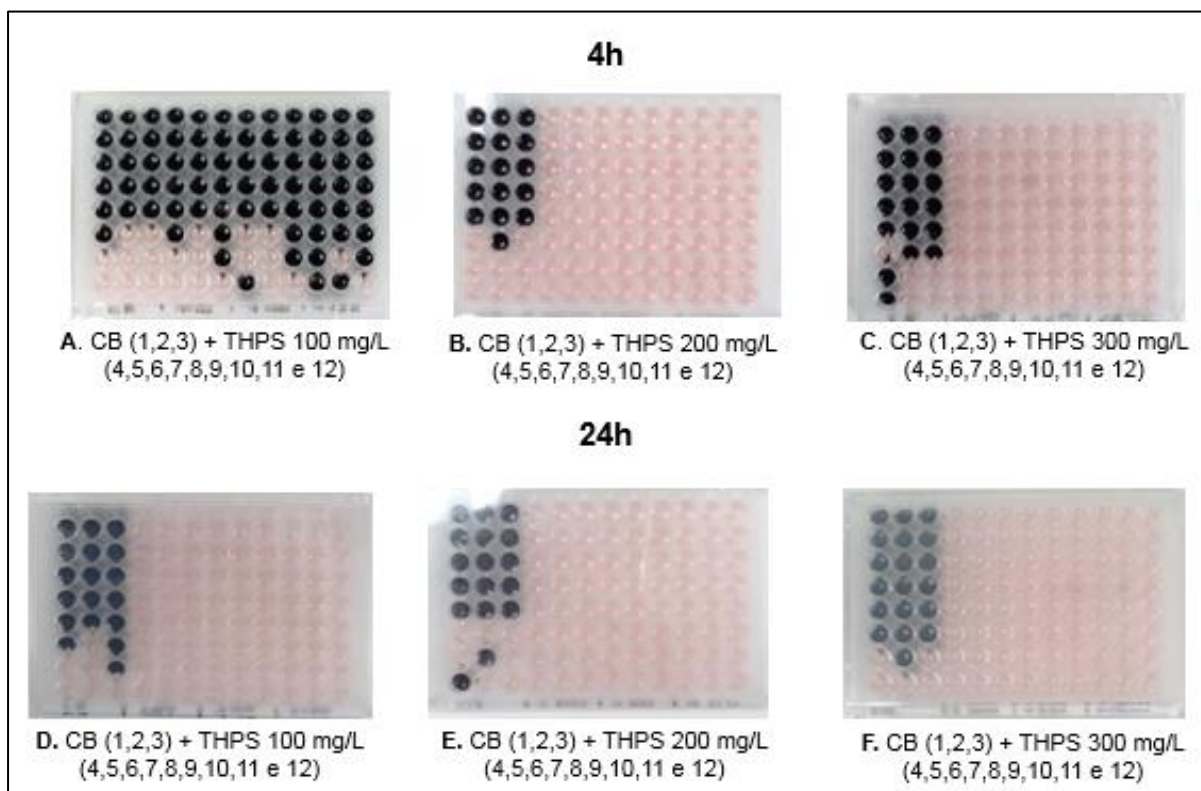 4h
A. CB (1,2,3) + THPS 100 mg/L
(4,5,6,7,8,9,10,11 e 12)
B. CB (1,2,3) + THPS 200 mg/L
(4,5,6,7,8,9,10,11 e 12)
C. CB (1,2,3) + THPS 300 mg/L
(4,5,6,7,8,9,10,11 e 12)
24h
D. CB (1,2,3) + THPS 100 mg/L
(4,5,6,7,8,9,10,11 e 12)
E. CB (1,2,3) + THPS 200 mg/L
(4,5,6,7,8,9,10,11 e 12)
F. CB (1,2,3) + THPS 300 mg/L
(4,5,6,7,8,9,10,11 e 12)